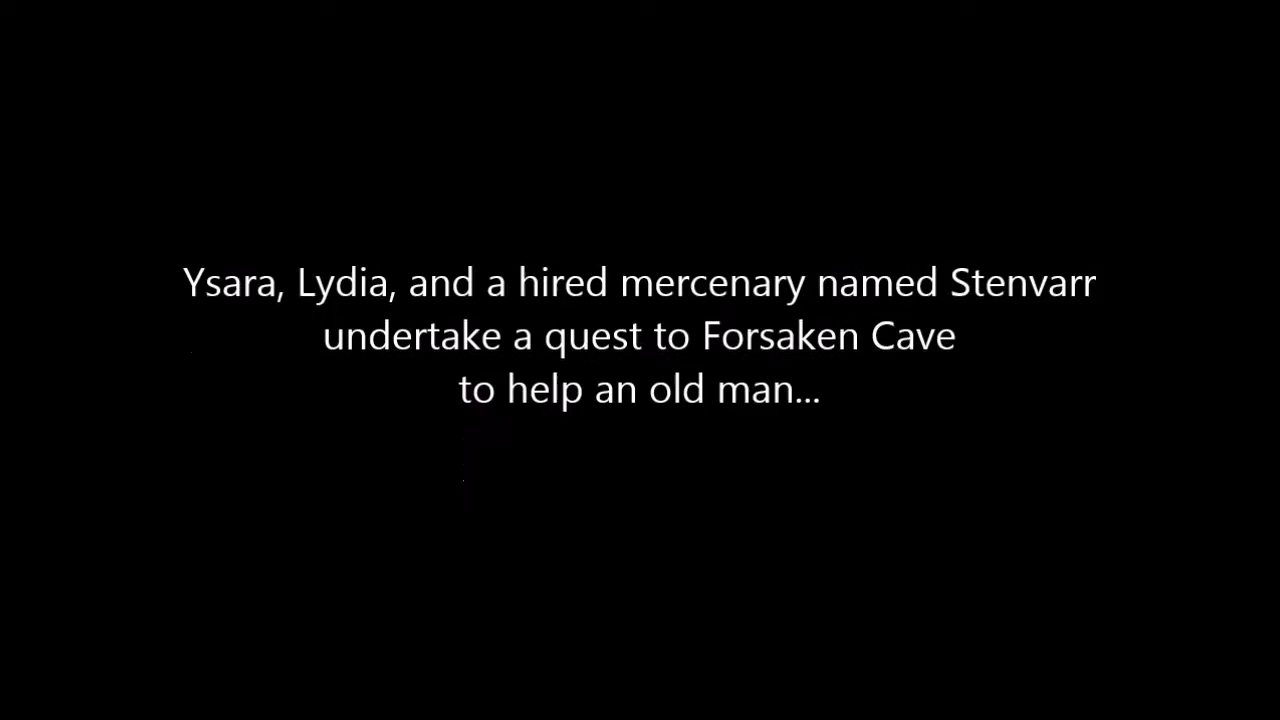 Ysara, Lydia, and a hired mercenary named Stenvarr
undertake a quest to Forsaken Cave
to help an old man...